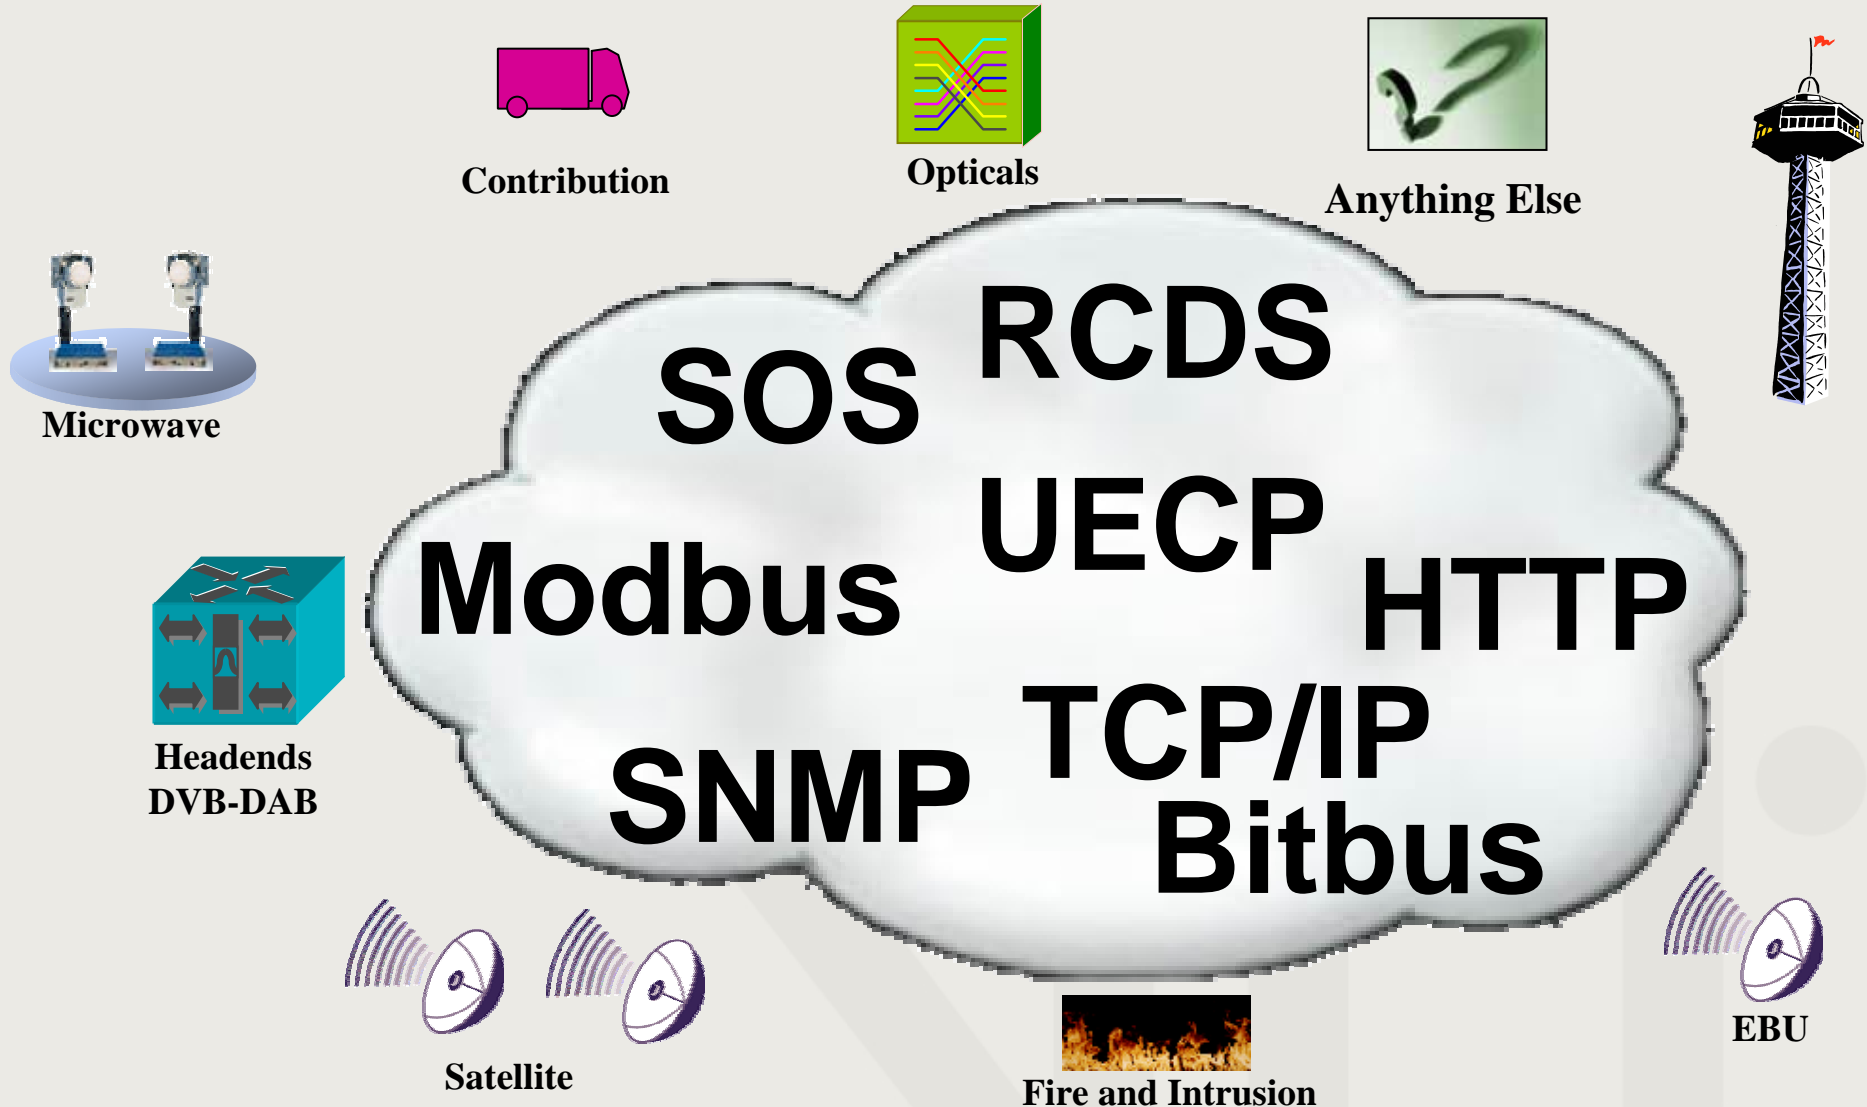 Contribution
Opticals
Anything Else
Microwave
RCDS
SOS
UECP
Modbus
HTTP
TCP/IP
SNMP
Bitbus
Headends
DVB-DAB
Satellite
Fire and Intrusion
EBU